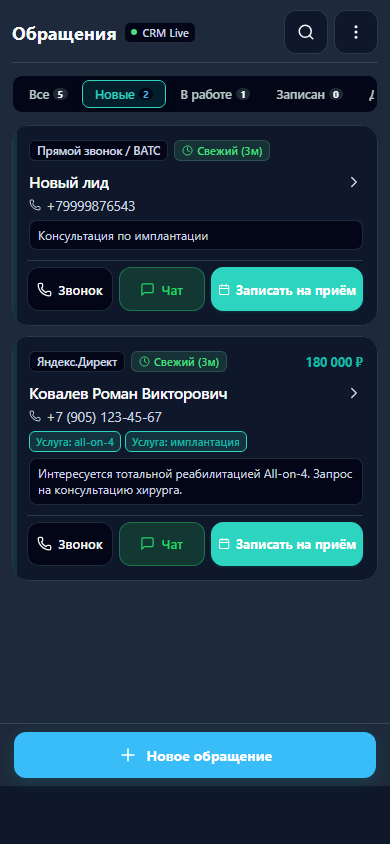 Обращения
CRM Live
Все 5
Новые 2
В работе 1
Записан 0
Прямой звонок / ВАТС
Свежий (3м)
Новый лид
+79999876543
Консультация по имплантации
Звонок
Чат
Записать на приём
Яндекс.Директ
Свежий (3м)
180 000 ₽
Ковалев Роман Викторович
+7 (905) 123-45-67
Услуга: all-on-4
Услуга: имплантация
Интересуется тотальной реабилитацией All-on-4. Запрос
на консультацию хирурга.
Звонок
Чат
Записать на приём
Новое обращение